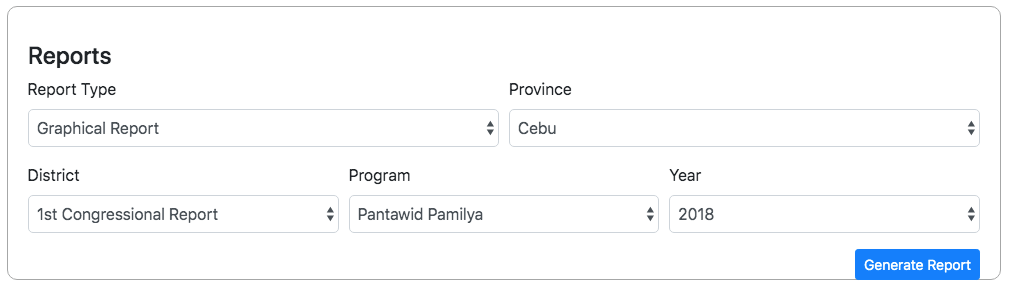 Reports
Report Type Province
Graphical Report Cebu
District Program Year
1st Congressional Report Pantawid Pamilya 2018
Generate Report